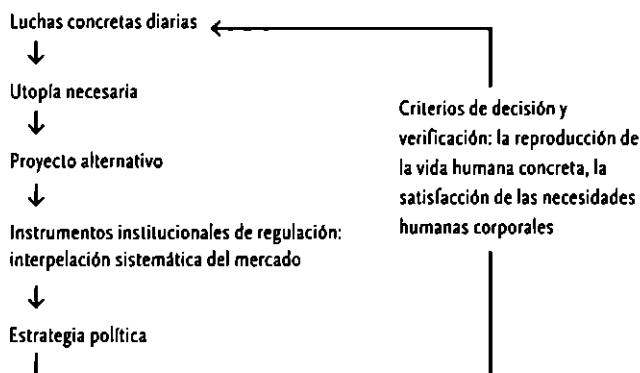 Luchas concretas diarias
Utopía necesaria
Proyecto alternativo
Instrumentos institucionales de regulación:
interpelación sistemática del mercado
Estrategia política
Criterios de decisión y
verificación: la reproducción de
la vida humana concreta, la
satisfacción de las necesidades
humanas corporales